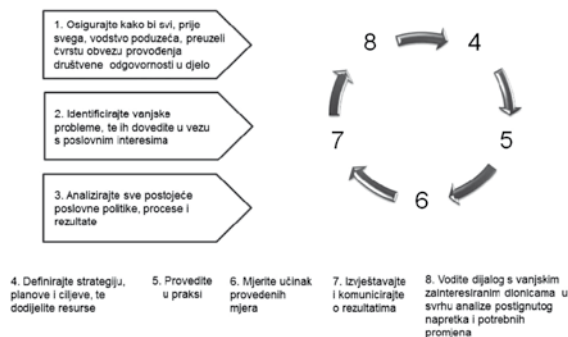 1. Osigurajte kako bi svi, prije
svega, vodstvo poduzeća, preuzeli
čvrstu obvezu provođenja
društvene odgovornosti u djelo
2. Identificirajte vanjske
probleme, te ih dovedite u vezu
s poslovnim interesima
3. Analizirajte sve postojeće
poslovne politike, procese i
rezultate
8
4
7
5
6
4. Definirajte strategiju,
planove i ciljeve, te
dodijelite resurse
5. Provedite
u praksi
6. Mjerite učinak
provedenih
mjera
7. Izvještavajte
i komunicirajte
o rezultatima
8. Vodite dijalog s vanjskim
zainteresiranim dionicama u
svrhu analize postignutog
napretka i potrebnih
promjena